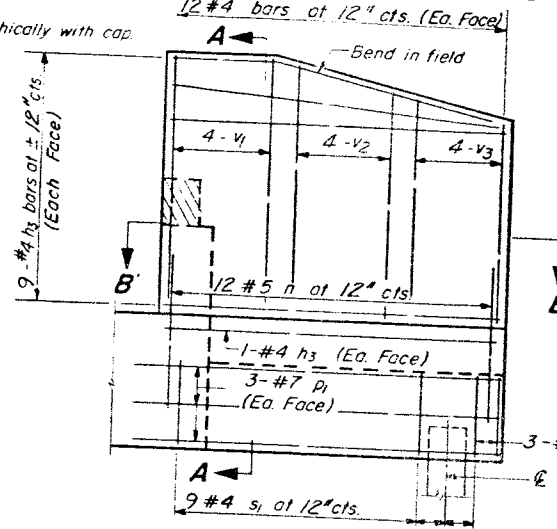 12 #4 bars at 12" cts. (Ea. Face)
hically with cap.
A
Bend in field
9-#4 h3 bars at ± 12" cts.
(Each Face)
4-v1
4-v2
4-v3
B'
12 #5 n at 12" cts.
1-#4 h3 (Ea. Face)
3-#7 p1
(Ea. Face)
3-#
A
℄
9 #4 s1 at 12" cts.